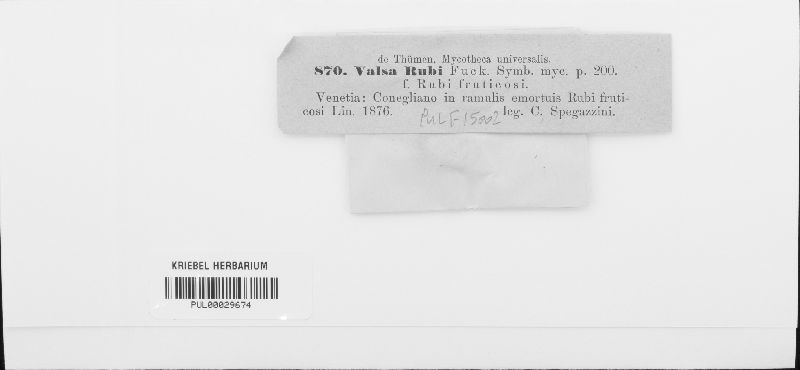 de Thümen, Mycotheca universalis.
870. Valsa Rubi Fuck. Symb. myc. p. 200.
f. Rubi fruticosi.
Venetia: Conegliano in ramulis emortuis Rubi fruti-
cosi Lin. 1876. PUL F15002 leg. C. Spegazzini.
KRIEBEL HERBARIUM
PUL00029674